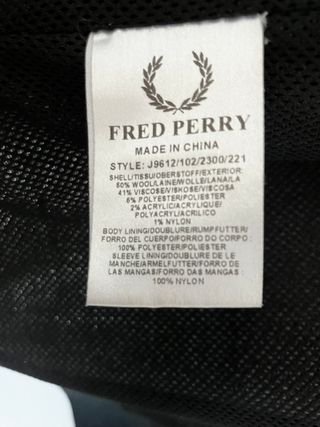 FRED PERRY
MADE IN CHINA
STYLE: J9612/102/2300/221
SHELL/TISSU/OBERSTOFF/EXTERIOR:
50% WOOL/LAINE/WOLLE/LANA/LA
41% VISCOSE/VISKOSE/VISCOSA
6% POLYESTER/POLIESTER
2% ACRYLIC/ACRYLIQUE/
POLYACRYL/ACRILICO
1% NYLON
BODY LINING/DOUBLURE/RUMPFUTTER/
FORRO DEL CUERPO/FORRO DO CORPO :
100% POLYESTER/POLIESTER
SLEEVE LINING/DOUBLURE DE LE
MANCHE/ARMELFUTTER/FORRO DE
LAS MANGAS/FORRO DAS MANGAS :
100% NYLON